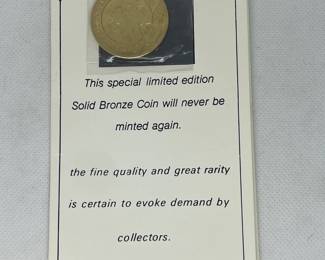 This special limited edition
Solid Bronze Coin will never be
minted again.
the fine quality and great rarity
is certain to evoke demand by
collectors.